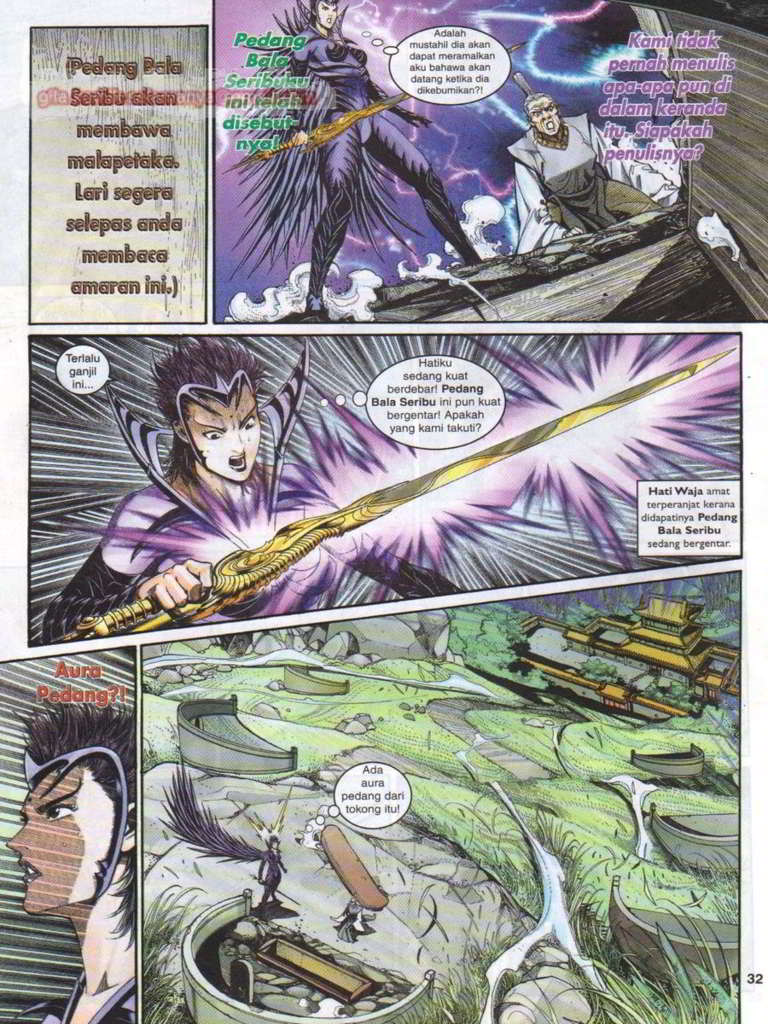 (Pedang Bala
Seribu akan
membawa
malapetaka.
Lari segera
selepas anda
membaca
amaran ini.)
Pedang
Bala
Seribuku
ini telah
disebut-
nya!
Adalah
mustahil dia akan
dapat meramalkan
aku bahawa akan
datang ketika dia
dikebumikan?!
Kami tidak
pernah menulis
apa-apa pun di
dalam keranda
itu. Siapakah
penulisnya?
Terlalu
ganjil
ini...
Hatiku
sedang kuat
berdebar! Pedang
Bala Seribu ini pun kuat
bergentar! Apakah
yang kami takuti?
Hati Waja amat
terperanjat kerana
didapatinya Pedang
Bala Seribu
sedang bergentar.
Aura
Pedang?!
Ada
aura
pedang dari
tokong itu!
32